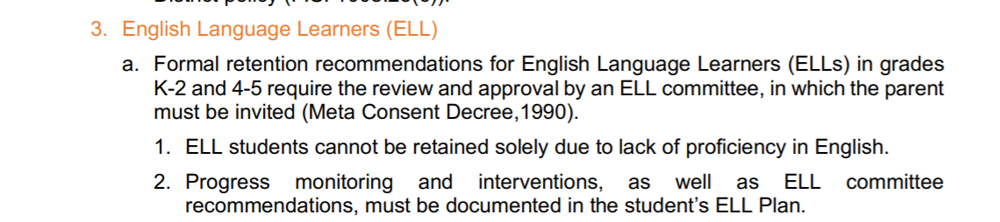 3. English Language Learners (ELL)
a. Formal retention recommendations for English Language Learners (ELLs) in grades
K-2 and 4-5 require the review and approval by an ELL committee, in which the parent
must be invited (Meta Consent Decree,1990).
1. ELL students cannot be retained solely due to lack of proficiency in English.
2. Progress monitoring and interventions, as well as ELL committee
recommendations, must be documented in the student's ELL Plan.